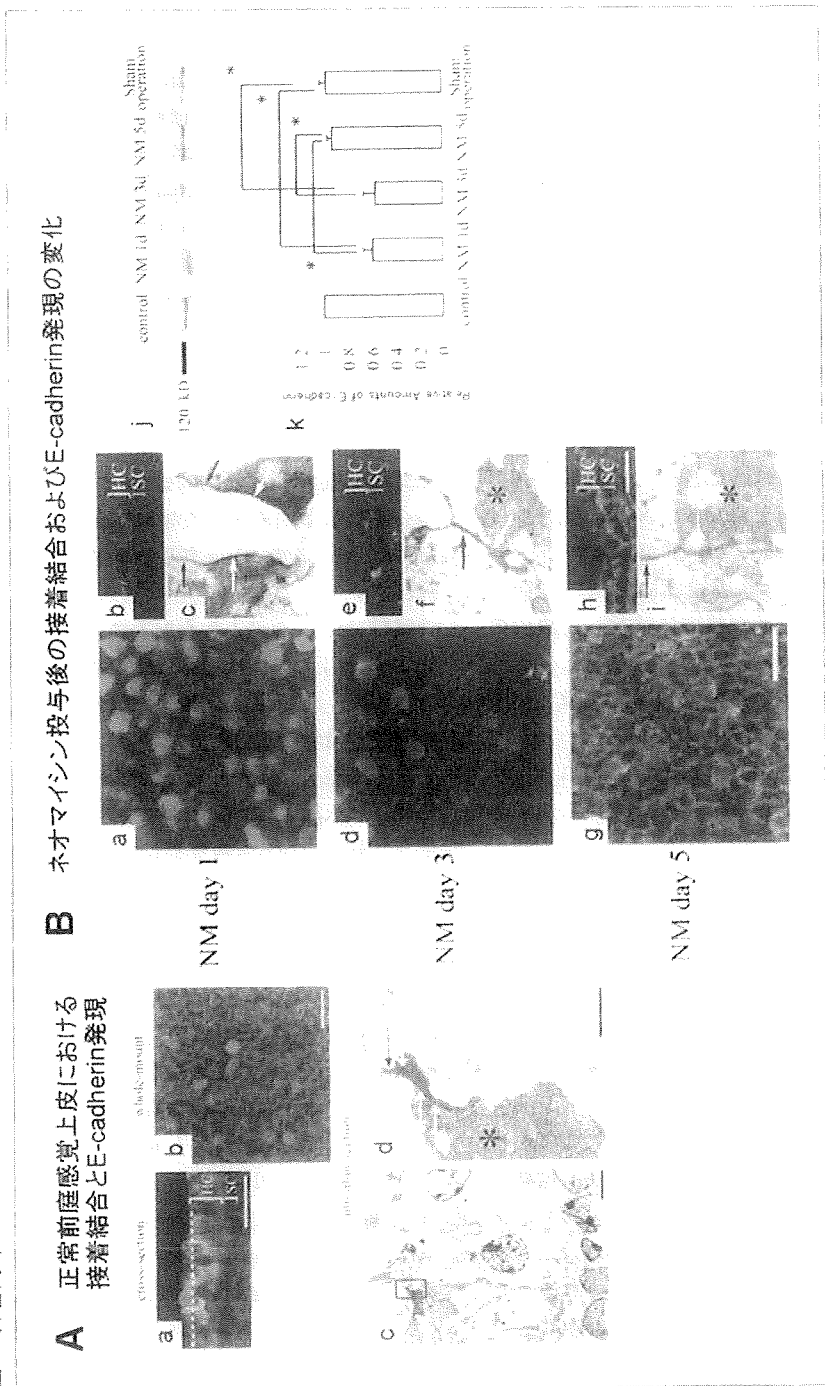 A 正常前庭感覚上皮における
接着結合とE-cadherin発現
cross-section
whole-mount
a
HC
SC
b
c
d
*
B ネオマイシン投与後の接着結合およびE-cadherin発現の変化
NM day 1
a
b
HC
SC
c
NM day 3
d
e
HC
SC
f
*
NM day 5
g
h
HC
SC
i
*
j
control NM 1d NM 3d NM 5d Sham operation
120 kD
k
Relative Amounts of E-cadherin
1.2
1
0.8
0.6
0.4
0.2
0
* * * *
control NM 1d NM 3d NM 5d Sham operation